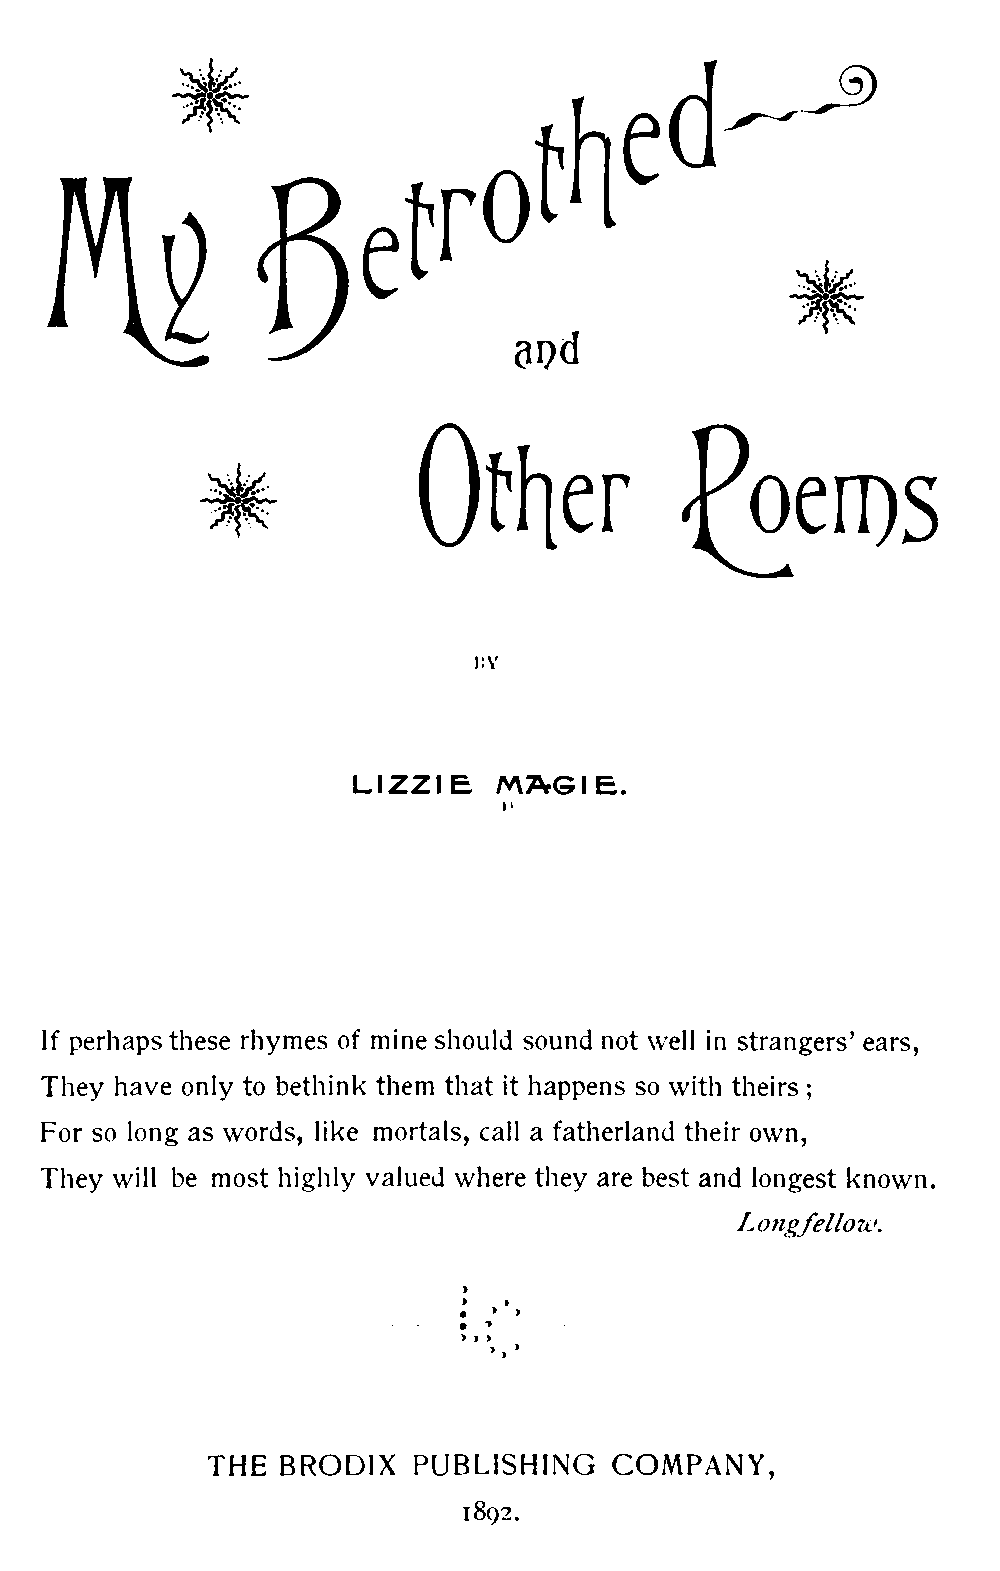 My Betrothed
and
Other Poems
BY
LIZZIE MAGIE.
If perhaps these rhymes of mine should sound not well in strangers' ears,
They have only to bethink them that it happens so with theirs;
For so long as words, like mortals, call a fatherland their own,
They will be most highly valued where they are best and longest known.
Longfellow.
LC
THE BRODIX PUBLISHING COMPANY,
1892.